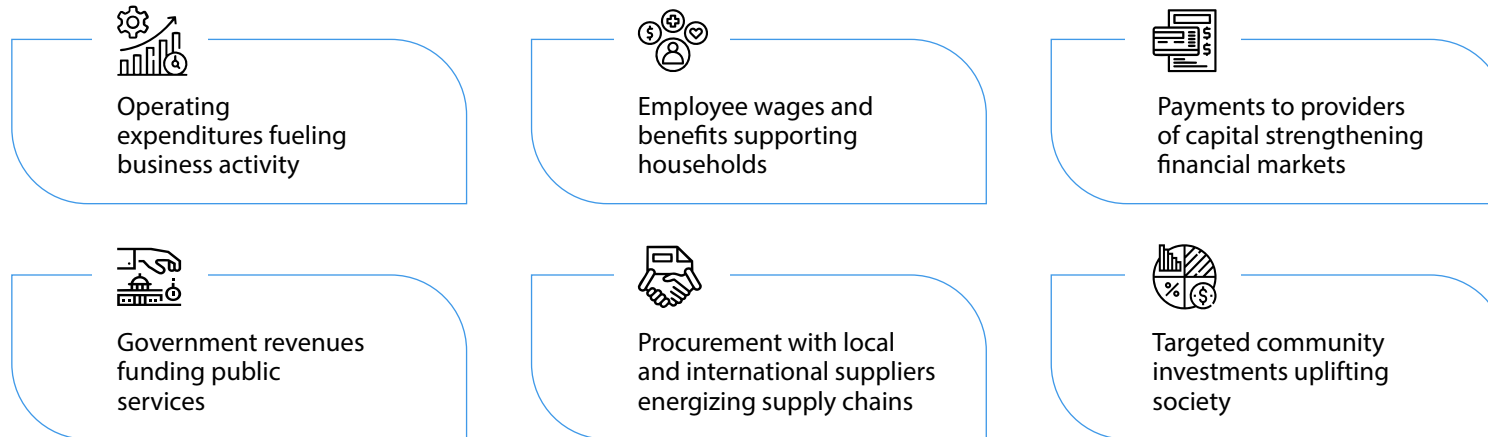 Operating
expenditures fueling
business activity
Employee wages and
benefits supporting
households
Payments to providers
of capital strengthening
financial markets
Government revenues
funding public
services
Procurement with local
and international suppliers
energizing supply chains
Targeted community
investments uplifting
society